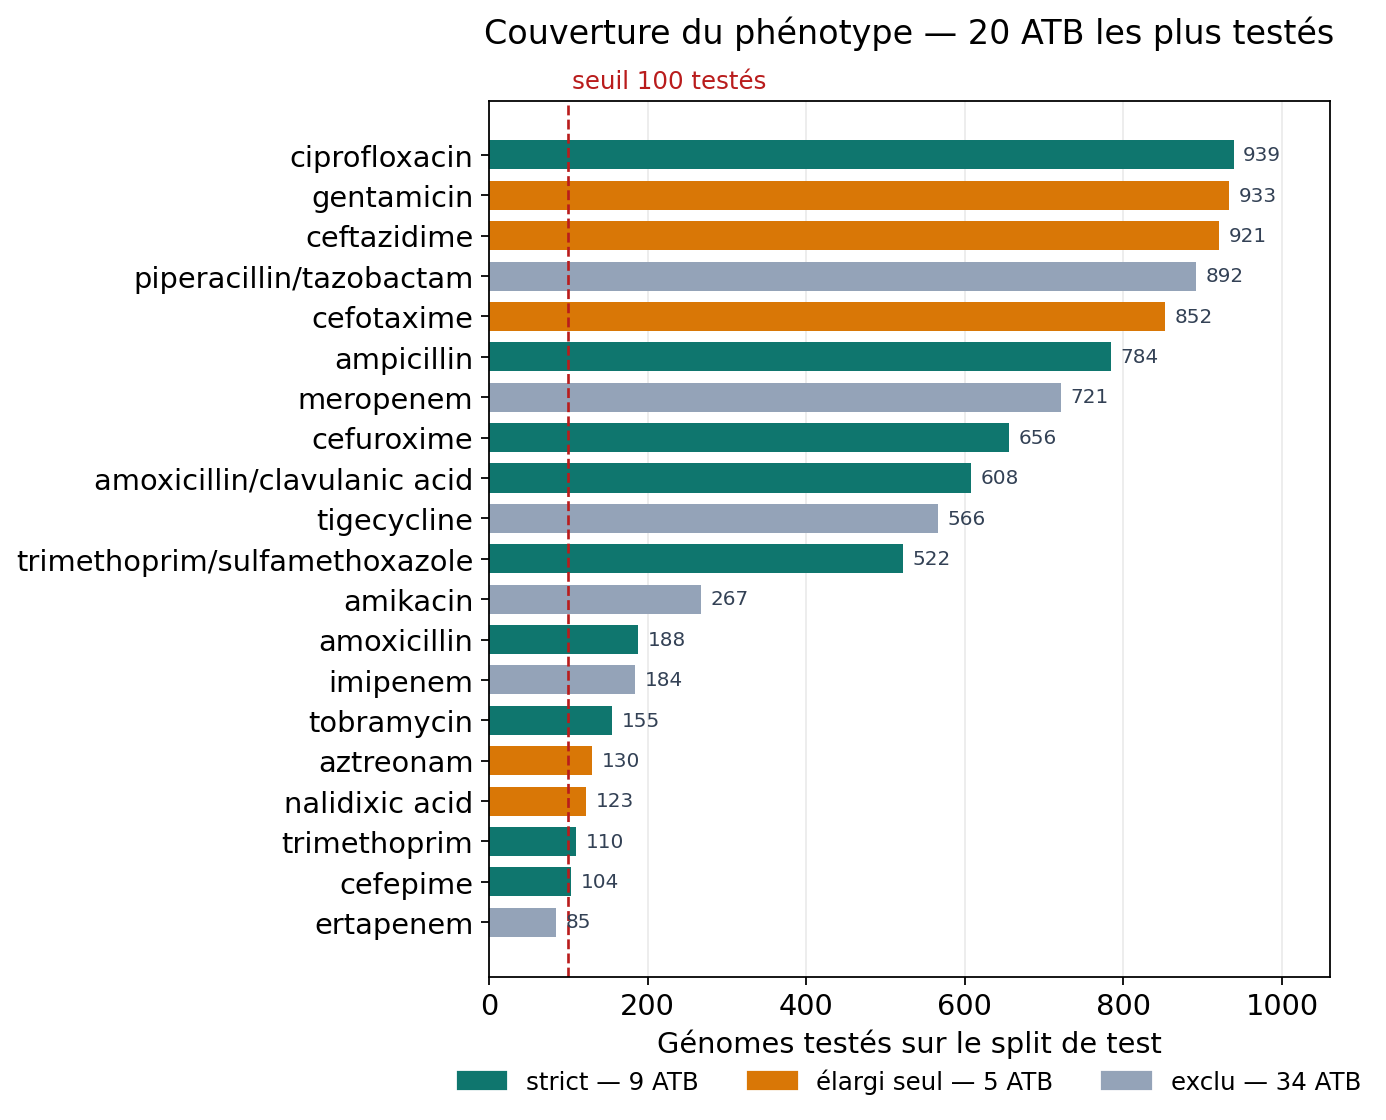 Couverture du phénotype — 20 ATB les plus testés
seuil 100 testés
ciprofloxacin 939
gentamicin 933
ceftazidime 921
piperacillin/tazobactam 892
cefotaxime 852
ampicillin 784
meropenem 721
cefuroxime 656
amoxicillin/clavulanic acid 608
tigecycline 566
trimethoprim/sulfamethoxazole 522
amikacin 267
amoxicillin 188
imipenem 184
tobramycin 155
aztreonam 130
nalidixic acid 123
trimethoprim 110
cefepime 104
ertapenem 85
0 200 400 600 800 1000
Génomes testés sur le split de test
strict — 9 ATB élargi seul — 5 ATB exclu — 34 ATB